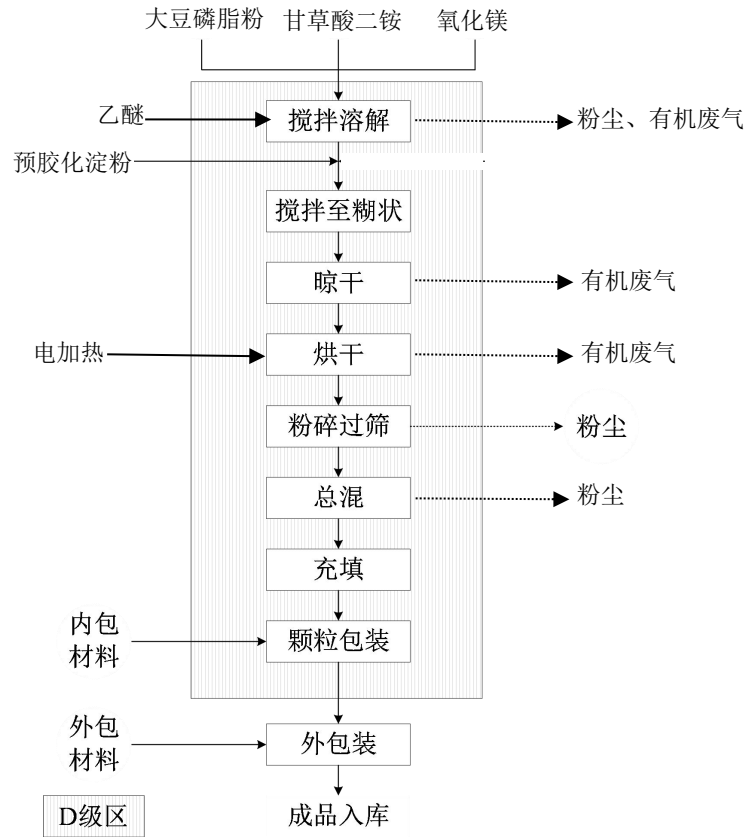 大豆磷脂粉 甘草酸二铵 氧化镁
乙醚 搅拌溶解 粉尘、有机废气
预胶化淀粉
搅拌至糊状
晾干 有机废气
电加热 烘干 有机废气
粉碎过筛 粉尘
总混 粉尘
充填
内包
材料
颗粒包装
外包
材料
外包装
D级区 成品入库